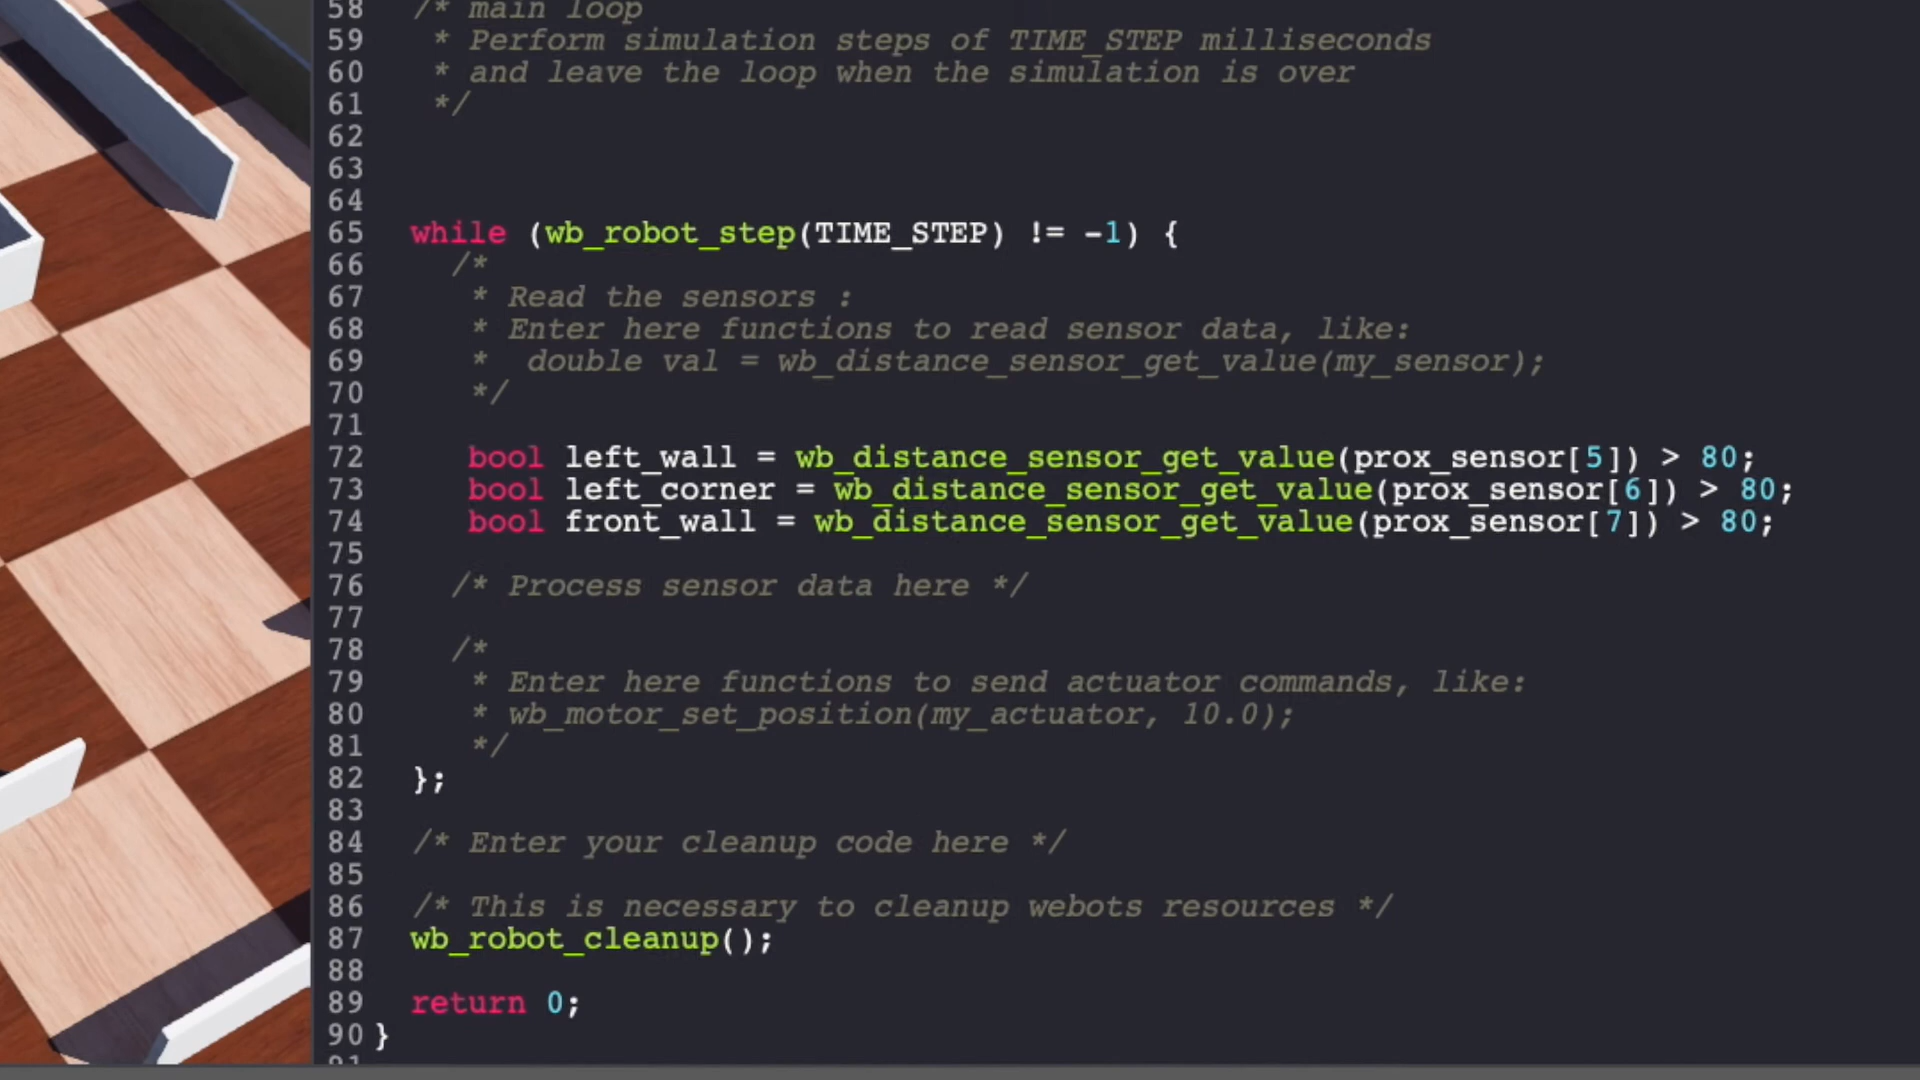 58 /* main loop
59 * Perform simulation steps of TIME_STEP milliseconds
60 * and leave the loop when the simulation is over
61 */
62
63
64
65 while (wb_robot_step(TIME_STEP) != -1) {
66 /*
67 * Read the sensors :
68 * Enter here functions to read sensor data, like:
69 * double val = wb_distance_sensor_get_value(my_sensor);
70 */
71
72 bool left_wall = wb_distance_sensor_get_value(prox_sensor[5]) > 80;
73 bool left_corner = wb_distance_sensor_get_value(prox_sensor[6]) > 80;
74 bool front_wall = wb_distance_sensor_get_value(prox_sensor[7]) > 80;
75
76 /* Process sensor data here */
77
78 /*
79 * Enter here functions to send actuator commands, like:
80 * wb_motor_set_position(my_actuator, 10.0);
81 */
82 };
83
84 /* Enter your cleanup code here */
85
86 /* This is necessary to cleanup webots resources */
87 wb_robot_cleanup();
88
89 return 0;
90 }
91